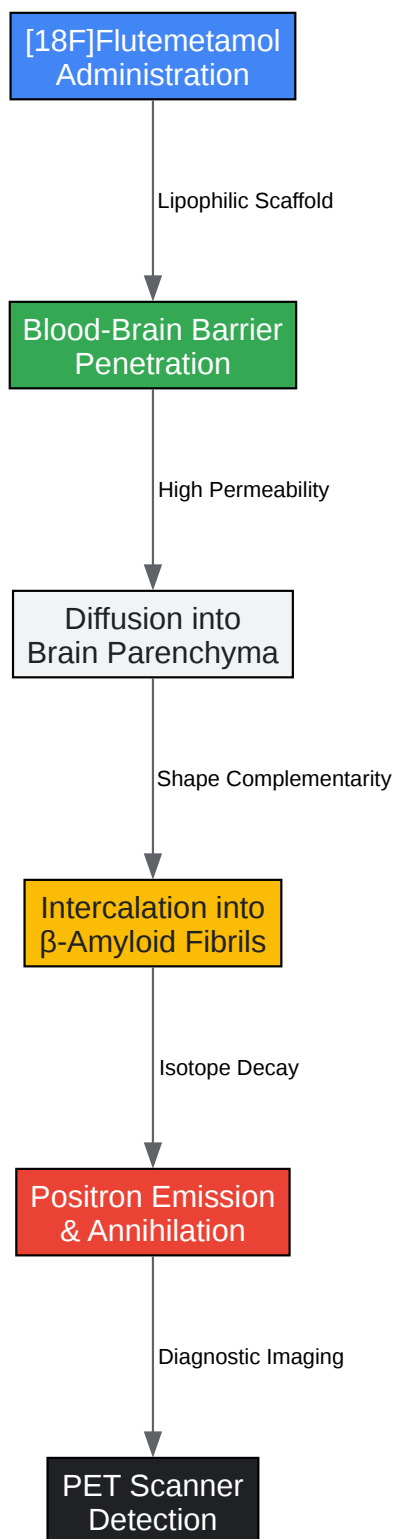 [18F]Flutemetamol
Administration
Lipophilic Scaffold
Blood-Brain Barrier
Penetration
High Permeability
Diffusion into
Brain Parenchyma
Shape Complementarity
Intercalation into
β-Amyloid Fibrils
Isotope Decay
Positron Emission
& Annihilation
Diagnostic Imaging
PET Scanner
Detection